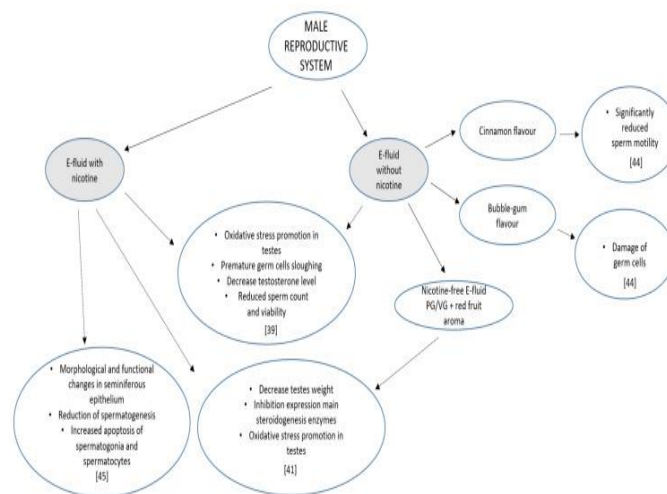 MALE
REPRODUCTIVE
SYSTEM
E-fluid with
nicotine
E-fluid
without
nicotine
Cinnamon flavour
• Significantly
reduced
sperm motility
[44]
Bubble-gum
flavour
• Damage of
germ cells
[44]
• Oxidative stress promotion in
testes
• Premature germ cells sloughing
• Decrease testosterone level
• Reduced sperm count
and viability
[39]
Nicotine-free E-fluid
PG/VG + red fruit
aroma
• Morphological and functional
changes in seminiferous
epithelium
• Reduction of spermatogenesis
• Increased apoptosis of
spermatogonia and
spermatocytes
[45]
• Decrease testes weight
• Inhibition expression main
steroidogenesis enzymes
• Oxidative stress promotion in
testes
[41]